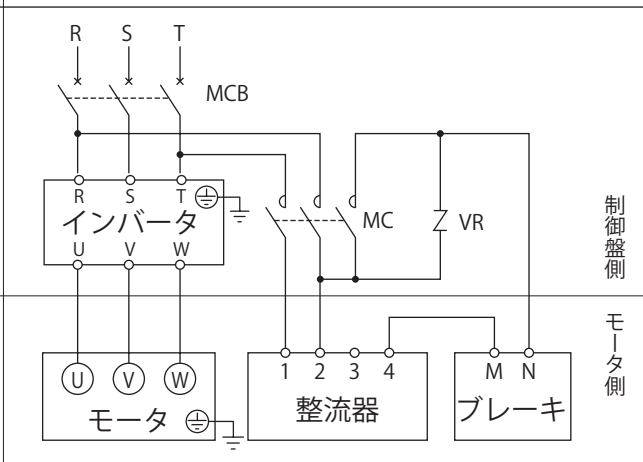 R S T
MCB
R S T
インバータ
U V W
MC
VR
制御盤側
モータ側
U V W
モータ
1 2 3 4
整流器
M N
ブレーキ